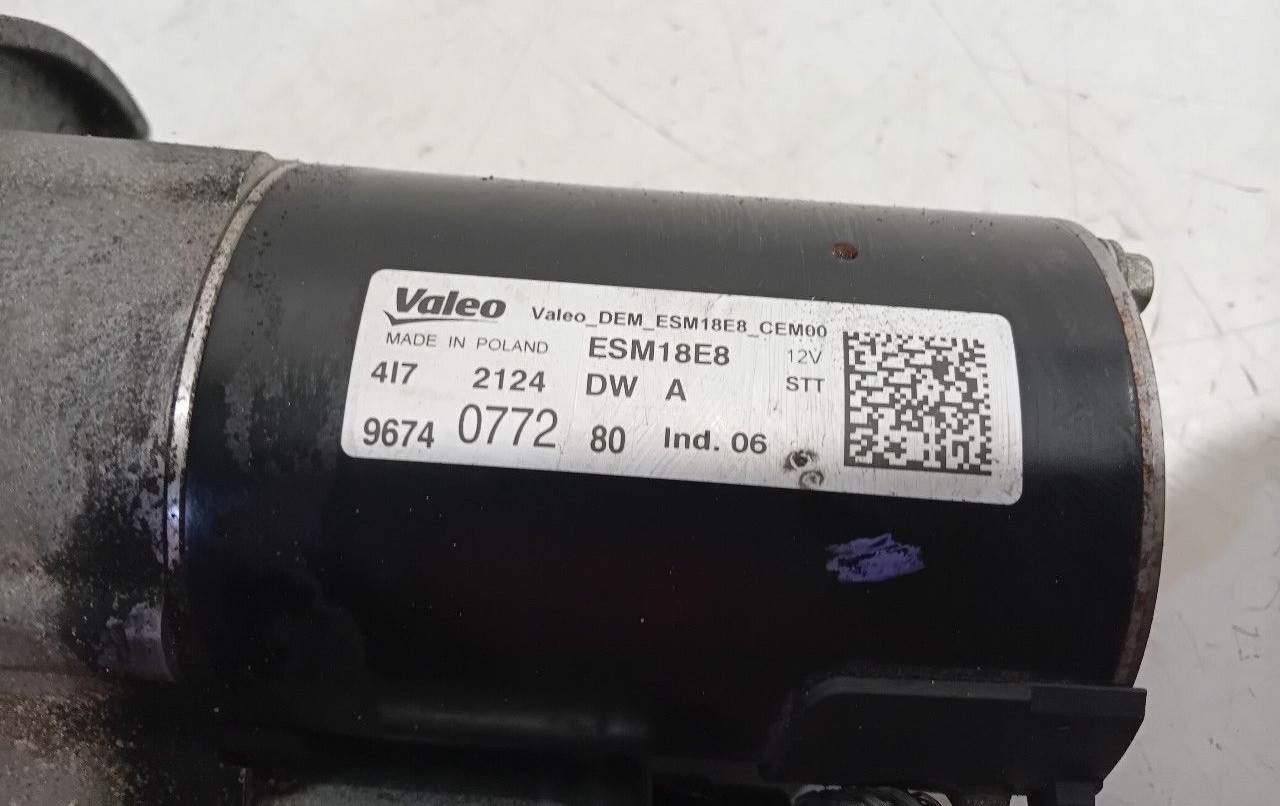 Valeo Valeo_DEM_ESM18E8_CEM00
MADE IN POLAND ESM18E8 12V
4I7 2124 DW A STT
9674 0772 80 Ind. 06